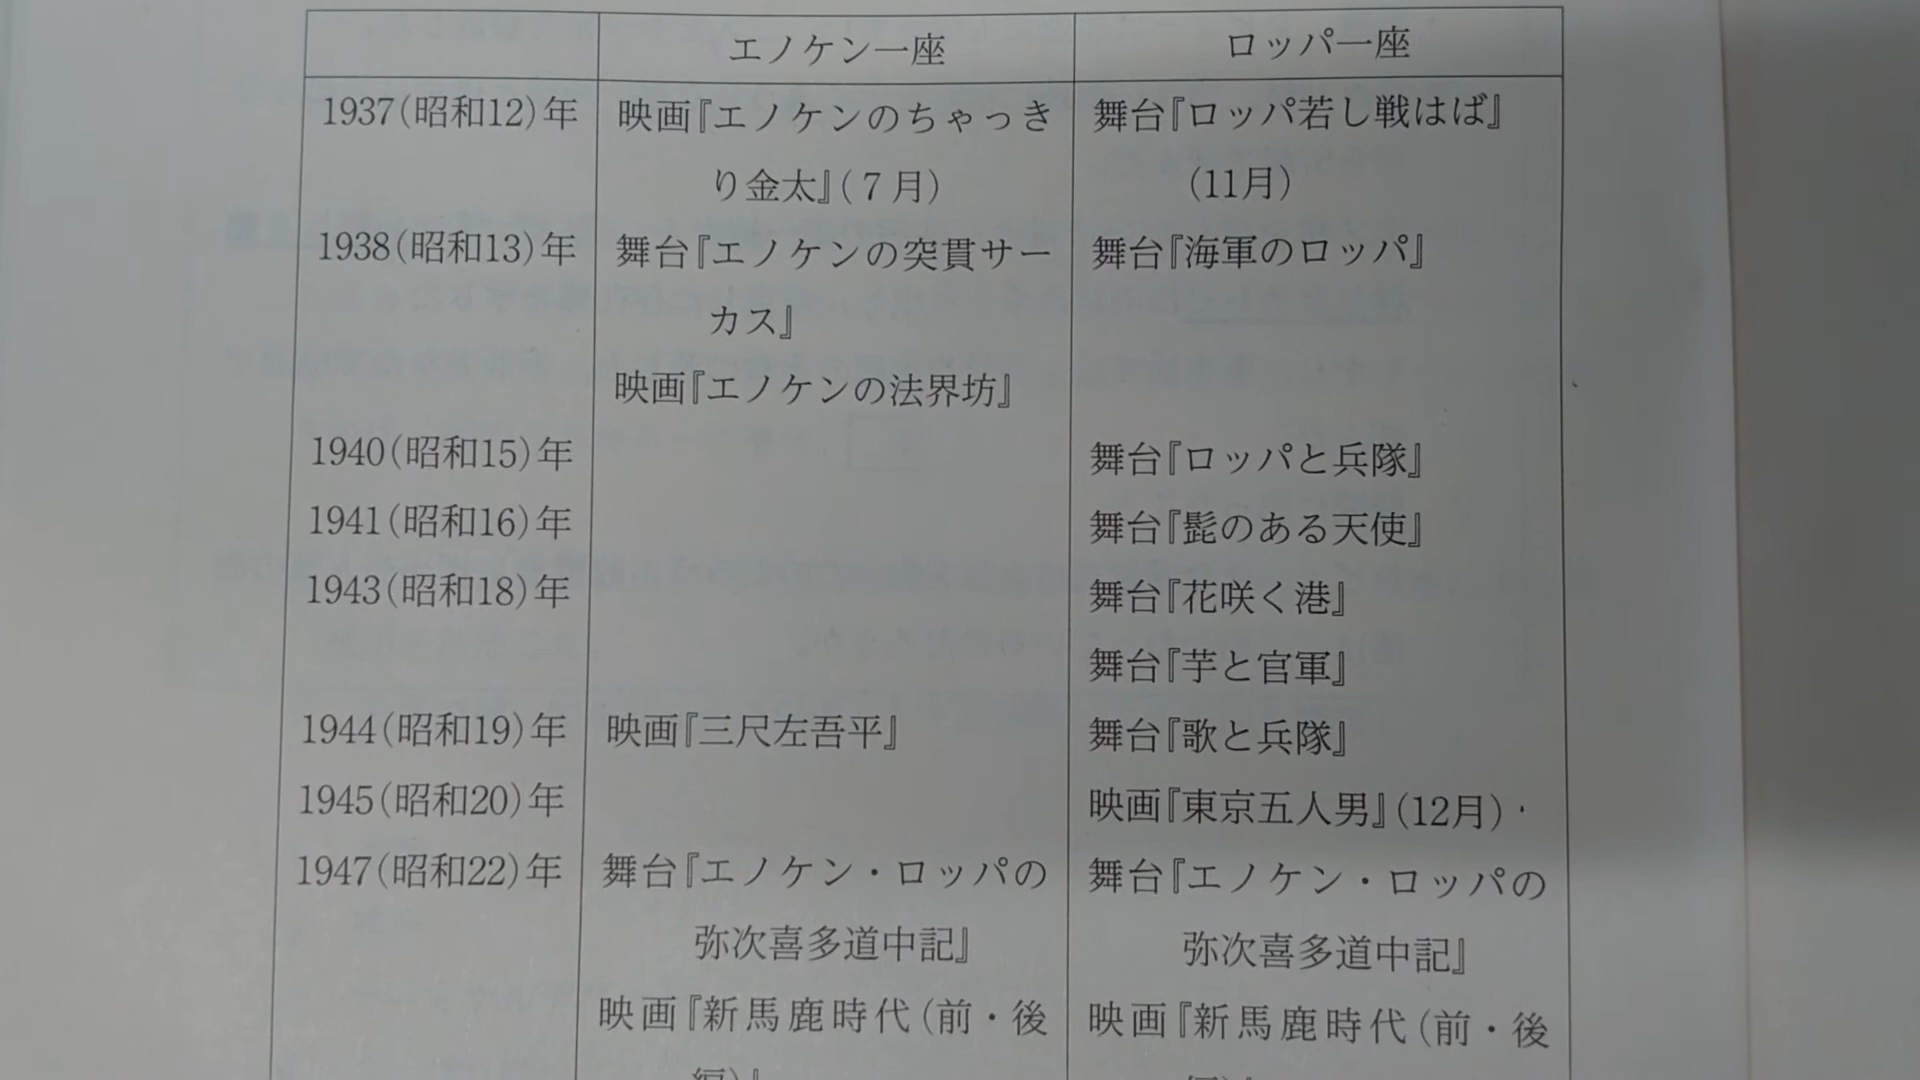 エノケン一座 ロッパ一座
1937(昭和12)年 映画『エノケンのちゃっき 舞台『ロッパ若し戦はば』
り金太』(７月) (11月)
1938(昭和13)年 舞台『エノケンの突貫サー 舞台『海軍のロッパ』
カス』
映画『エノケンの法界坊』
1940(昭和15)年 舞台『ロッパと兵隊』
1941(昭和16)年 舞台『髭のある天使』
1943(昭和18)年 舞台『花咲く港』
舞台『芋と官軍』
1944(昭和19)年 映画『三尺左吾平』 舞台『歌と兵隊』
1945(昭和20)年 映画『東京五人男』(12月)
1947(昭和22)年 舞台『エノケン・ロッパの 舞台『エノケン・ロッパの
弥次喜多道中記』 弥次喜多道中記』
映画『新馬鹿時代(前・後 映画『新馬鹿時代(前・後